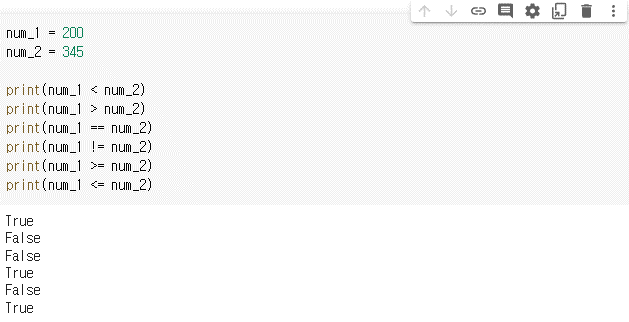 num_1 = 200
num_2 = 345
print(num_1 < num_2)
print(num_1 > num_2)
print(num_1 == num_2)
print(num_1 != num_2)
print(num_1 >= num_2)
print(num_1 <= num_2)
True
False
False
True
False
True